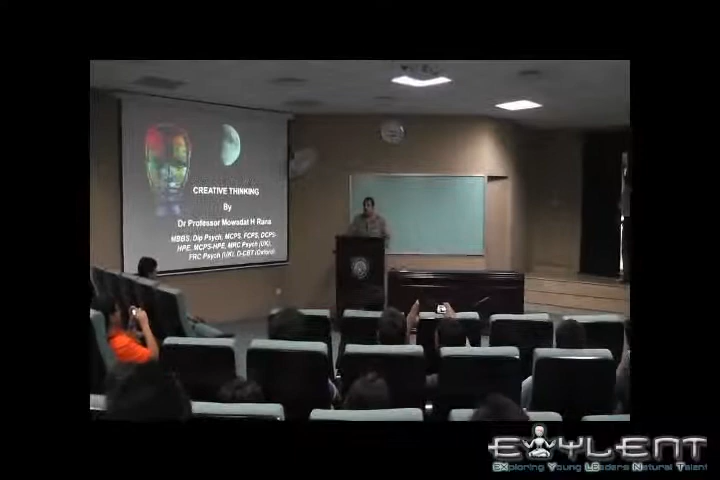 CREATIVE THINKING
By
Dr Professor Mowadat H Rana
MBBS, Dip Psych, MCPS, FCPS, DCPS-
HPE, MCPS-HPE, MRC Psych (UK),
FRC Psych (UK), D-CBT (Oxford)
EXYLENT
EXploring Young LEaders Natural Talent